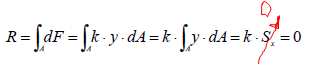 R = ∫_A dF = ∫_A k · y · dA = k · ∫_A y · dA = k · S_x = 0